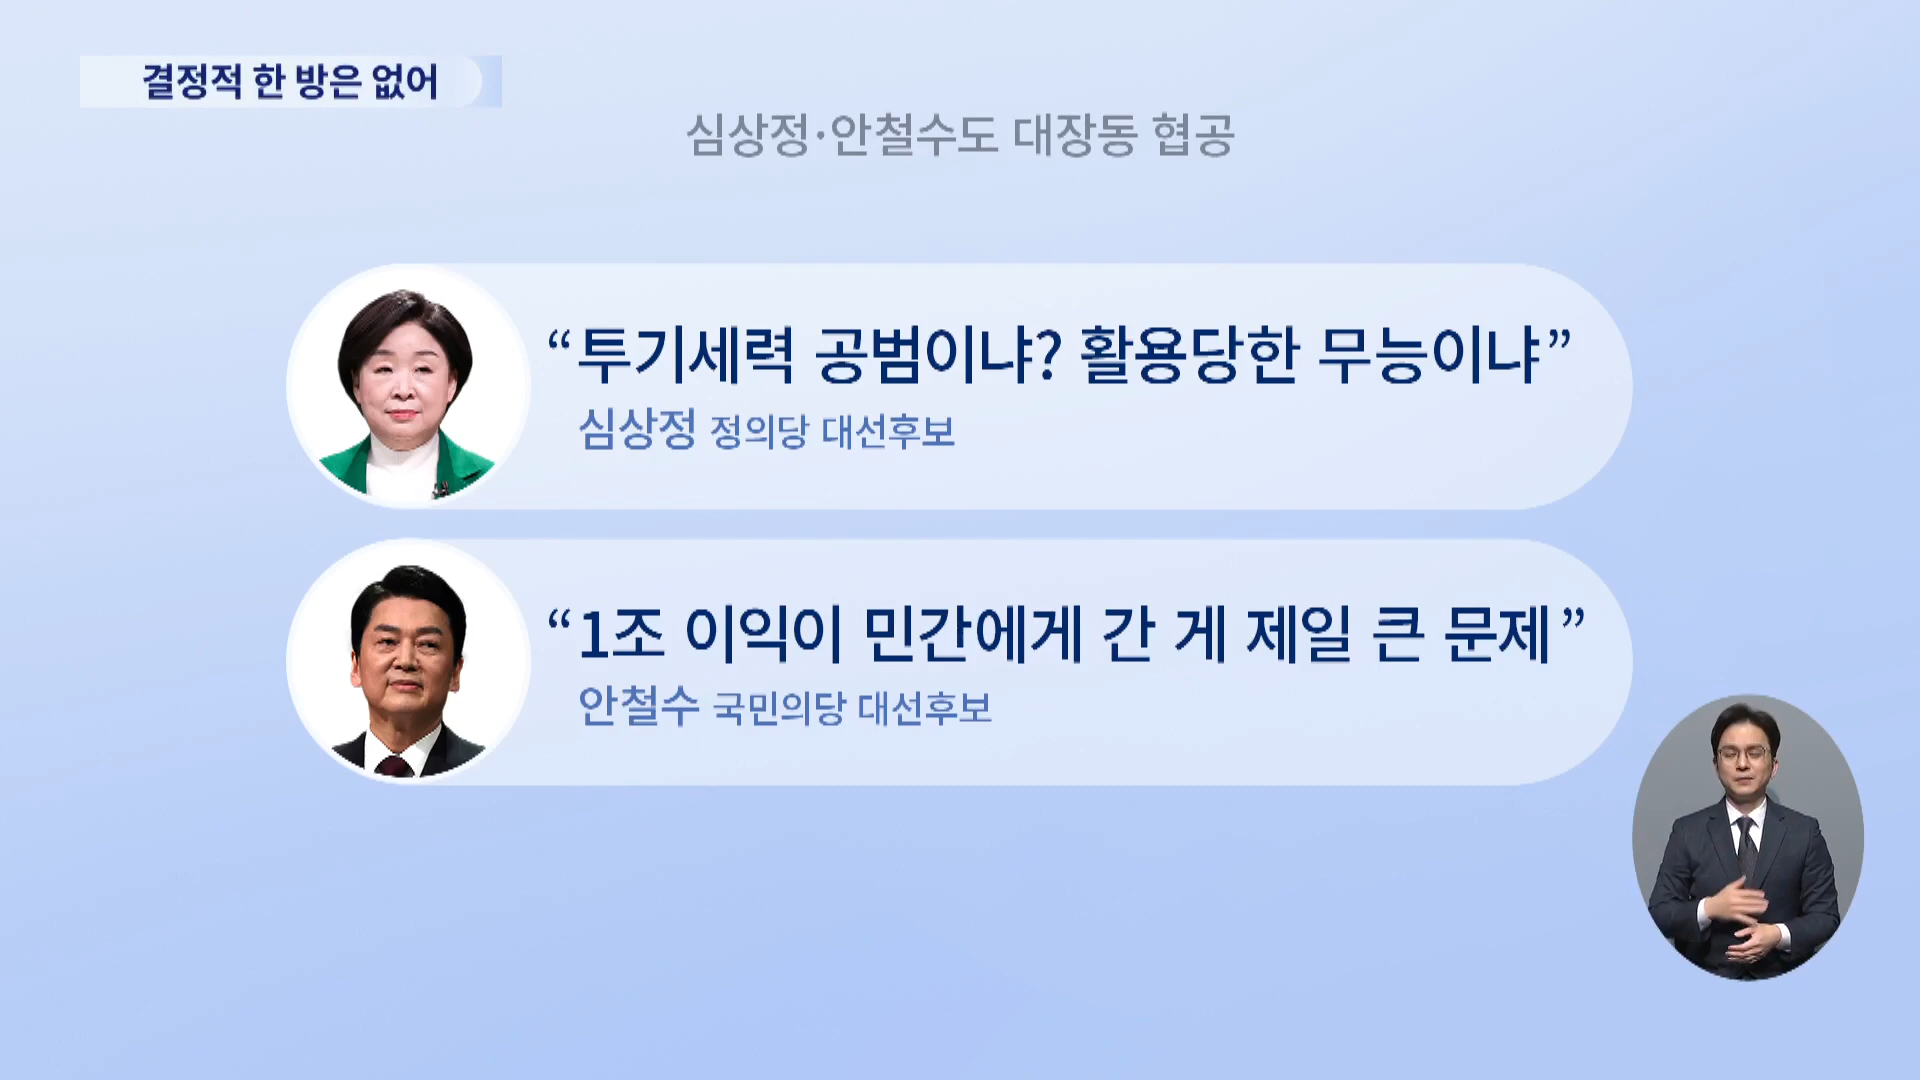 결정적 한 방은 없어
심상정·안철수도 대장동 협공
“투기세력 공범이냐? 활용당한 무능이냐”
심상정 정의당 대선후보
“1조 이익이 민간에게 간 게 제일 큰 문제”
안철수 국민의당 대선후보